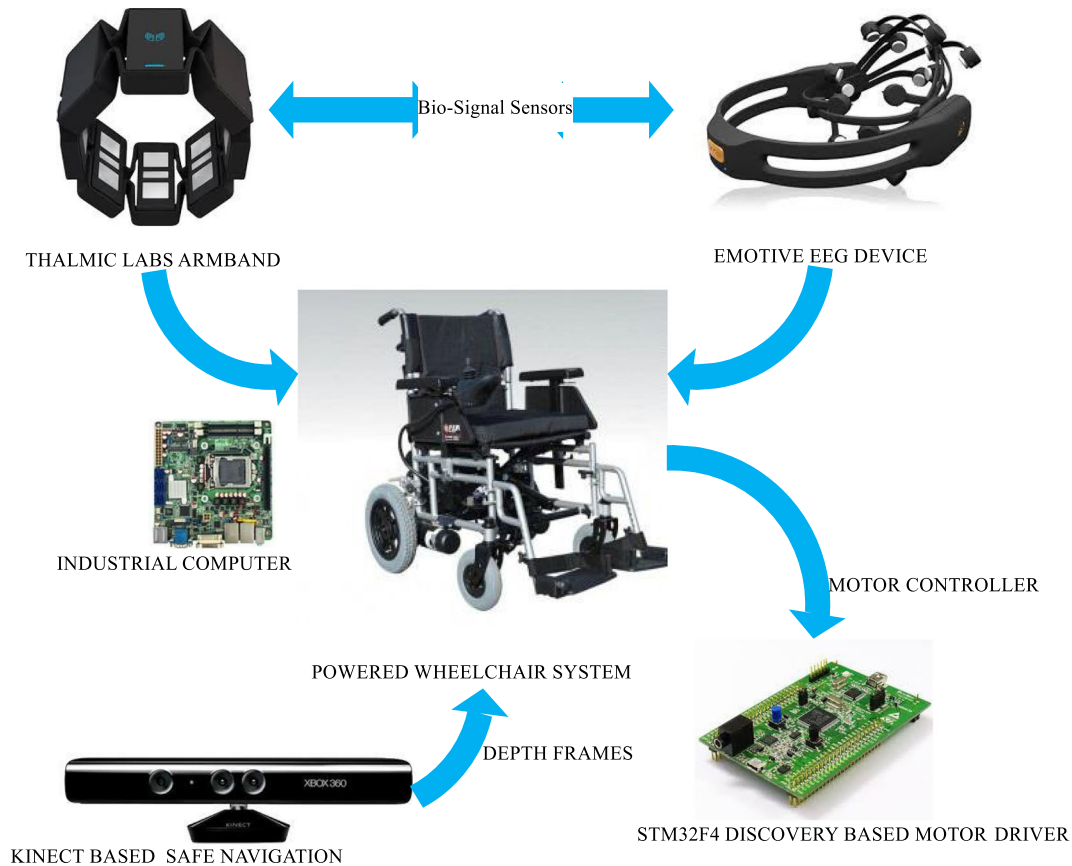 Bio-Signal Sensors
THALMIC LABS ARMBAND
EMOTIVE EEG DEVICE
INDUSTRIAL COMPUTER
MOTOR CONTROLLER
POWERED WHEELCHAIR SYSTEM
DEPTH FRAMES
XBOX 360
KINECT
STM32F4 DISCOVERY BASED MOTOR DRIVER
KINECT BASED SAFE NAVIGATION